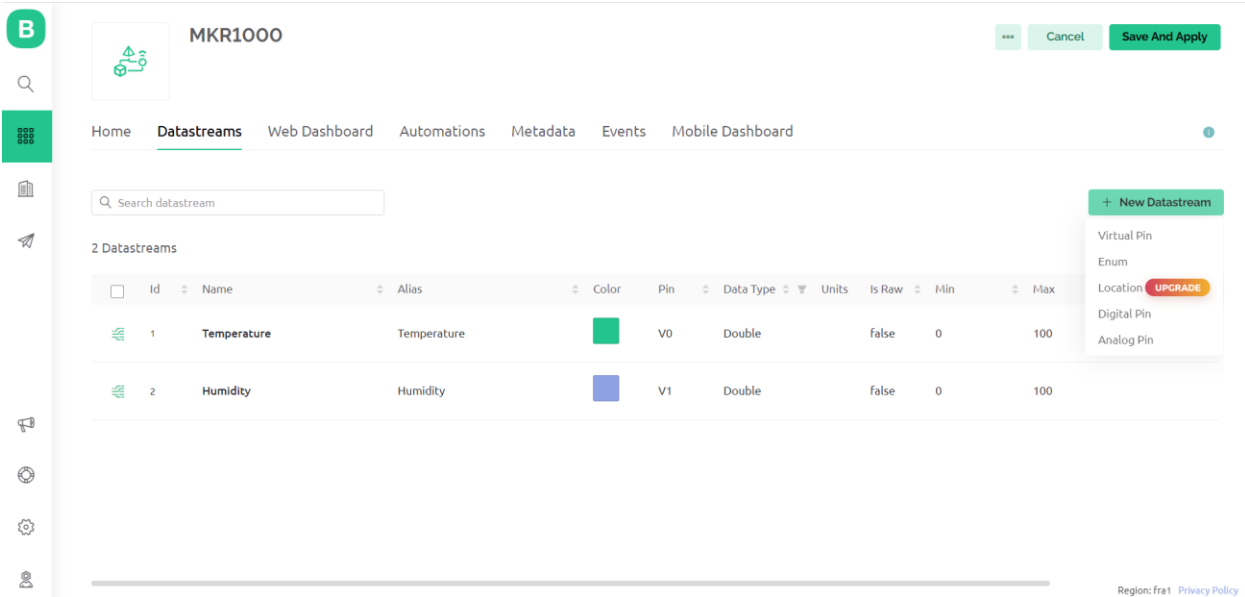 B
MKR1000
Cancel
Save And Apply
Home Datastreams Web Dashboard Automations Metadata Events Mobile Dashboard
Search datastream
+ New Datastream
Virtual Pin
Enum
Location UPGRADE
Digital Pin
Analog Pin
2 Datastreams
Id Name Alias Color Pin Data Type Units Is Raw Min Max
1 Temperature Temperature V0 Double false 0 100
2 Humidity Humidity V1 Double false 0 100
Region: fra1 Privacy Policy